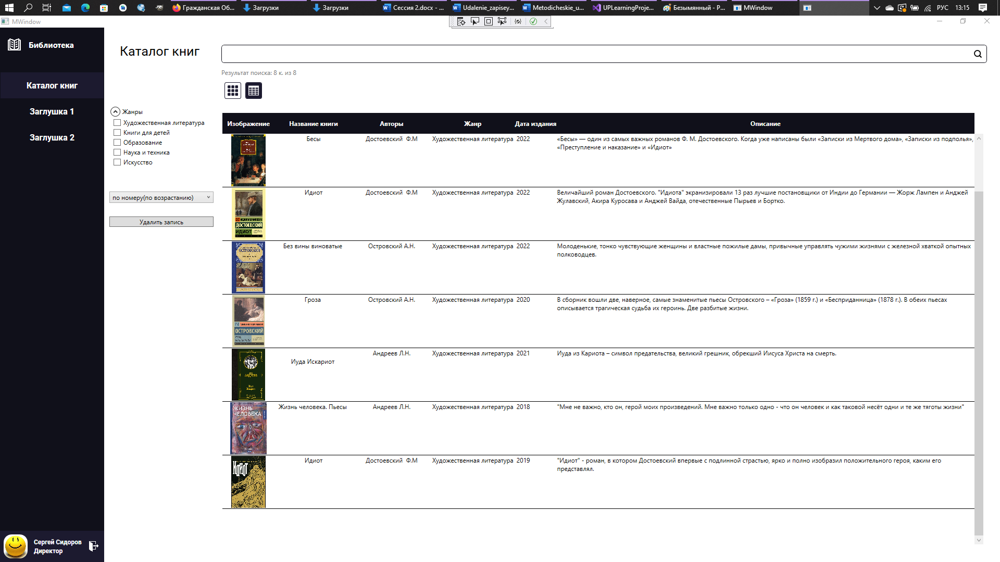 Гражданская Об...
Загрузки
Загрузки
Сессия 2.docx - ...
Udalenie_zapisey...
Metodicheskie_u...
UPLearningProje...
Безымянный - P...
MWindow
РУС
13:15
MWindow
Библиотека
Каталог книг
Заглушка 1
Заглушка 2
Каталог книг
Результат поиска: 8 к. из 8
Жанры
Художественная литература
Книги для детей
Образование
Наука и техника
Искусство
по номеру(по возрастанию)
Удалить запись
Изображение Название книги Авторы Жанр Дата издания Описание
Бесы Достоевский Ф.М Художественная литература 2022 «Бесы» — один из самых важных романов Ф. М. Достоевского. Когда уже написаны были «Записки из Мертвого дома», «Записки из подполья»,
«Преступление и наказание» и «Идиот»
Идиот Достоевский Ф.М Художественная литература 2022 Величайший роман Достоевского. "Идиота" экранизировали 13 раз лучшие постановщики от Индии до Германии — Жорж Лампен и Анджей
Жулавский, Акира Куросава и Анджей Вайда, отечественные Пырьев и Бортко.
ДОСТОЕВСКИЙ
ИДИОТ
Без вины виноватые Островский А.Н. Художественная литература 2022 Молоденькие, тонко чувствующие женщины и властные пожилые дамы, привычные управлять чужими жизнями с железной хваткой опытных
полководцев.
ОСТРОВСКИЙ
Гроза Островский А.Н. Художественная литература 2020 В сборник вошли две, наверное, самые знаменитые пьесы Островского – «Гроза» (1859 г.) и «Бесприданница» (1878 г.). В обеих пьесах
описывается трагическая судьба их героинь. Две разбитые жизни.
ОСТРОВСКИЙ
Андреев Л.Н. Художественная литература 2021 Иуда из Кариота – символ предательства, великий грешник, обрекший Иисуса Христа на смерть.
Иуда Искариот
АНДРЕЕВ
Жизнь человека. Пьесы Андреев Л.Н. Художественная литература 2018 "Мне не важно, кто он, герой моих произведений. Мне важно только одно - что он человек и как таковой несёт одни и те же тяготы жизни"
ЖИЗНЬ
ЧЕЛОВЕКА
Идиот Достоевский Ф.М Художественная литература 2019 "Идиот" - роман, в котором Достоевский впервые с подлинной страстью, ярко и полно изобразил положительного героя, каким его
представлял.
Идиот
Сергей Сидоров
Директор